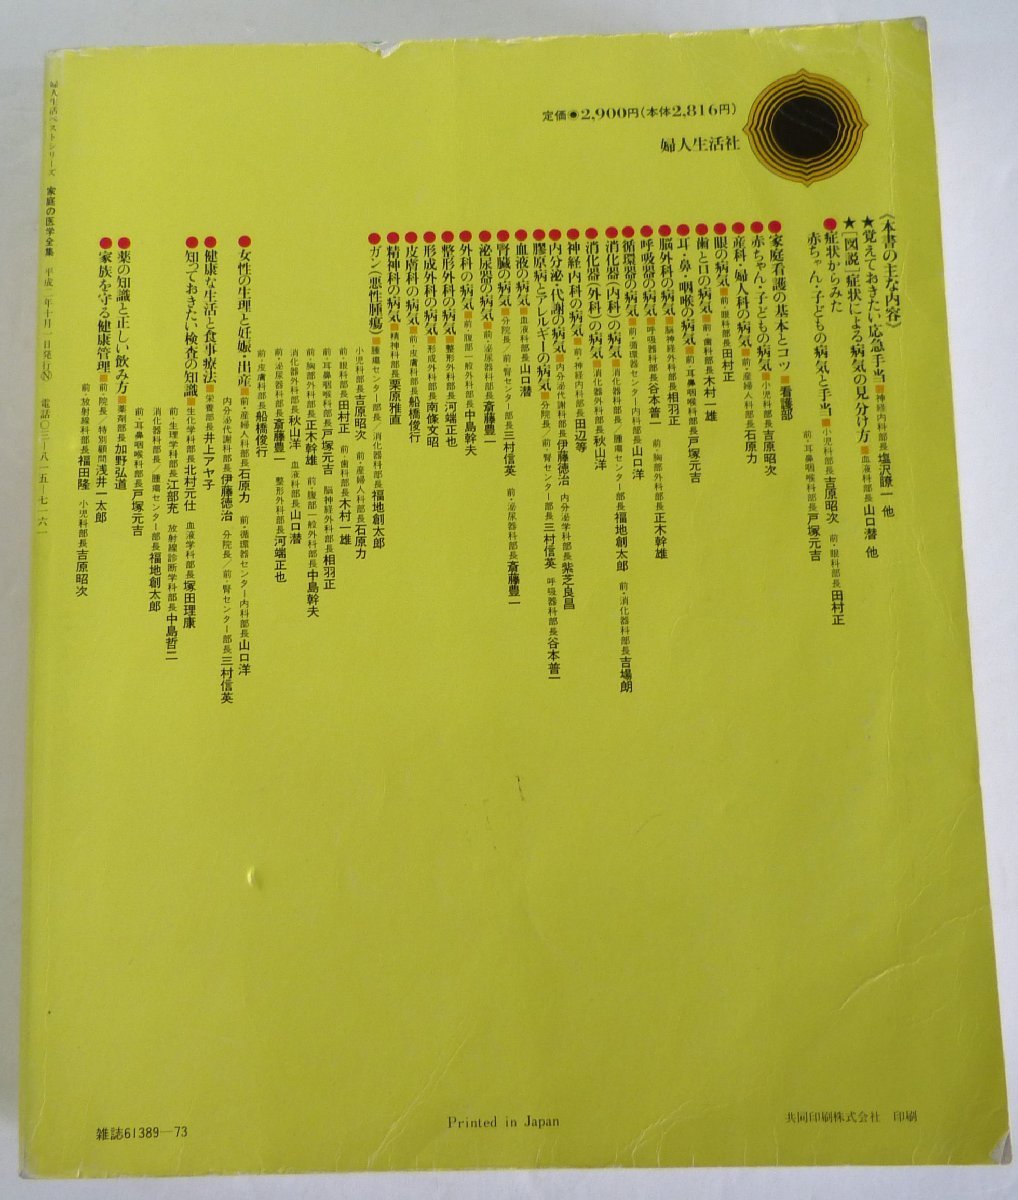 定価●2,900円(本体2,816円)
婦人生活社
《本書の主な内容》
★覚えておきたい応急手当■神経内科部長塩沢瞭一 他
★[図説]症状による病気の見分け方■血液科部長山口潜 他
●症状からみた
赤ちゃん・子どもの病気と手当■小児科部長吉原昭次 前・眼科部長田村正
前・耳鼻咽喉科部長戸塚元吉
●家庭看護の基本とコツ■看護部
●赤ちゃん・子どもの病気■小児科部長吉原昭次
●産科・婦人科の病気■前・産婦人科部長石原力
●歯と口の病気■前・歯科部長木村一雄
●眼の病気■前・眼科部長田村正
●耳・鼻・咽喉の病気■前・耳鼻咽喉科部長戸塚元吉
●脳外科の病気■脳神経外科部長相羽正
●呼吸器の病気■呼吸器科部長谷本普一 前・胸部外科部長正木幹雄
●循環器の病気■前・循環器センター内科部長山口洋
●消化器(内科)の病気■消化器科部長/腫瘍センター部長福地創太郎 前・消化器科部長吉場朗
●消化器(外科)の病気■消化器外科部長秋山洋
●神経内科の病気■前・神経内科部長田辺等
●内分泌・代謝の病気■内分泌代謝科部長伊藤徳治 内分泌学科部長紫芝良昌
●膠原病とアレルギーの病気■分院長/前・腎センター部長三村信英 呼吸器科部長谷本普一
●血液の病気■血液科部長山口潜
●腎臓の病気■分院長/前・腎センター部長三村信英 前・泌尿器科部長斎藤豊一
●泌尿器の病気■前・泌尿器科部長斎藤豊一
●外科の病気■前・腹部一般外科部長中島幹夫
●整形外科の病気■整形外科部長河端正也
●形成外科の病気■形成外科部長南條文昭
●皮膚科の病気■前・皮膚科部長船橋俊行
●精神科の病気■精神科部長栗原雅直
●ガン(悪性腫瘍)■腫瘍センター部長/消化器科部長福地創太郎
小児科部長吉原昭次 前・産婦人科部長石原力
前・眼科部長田村正 前・歯科部長木村一雄
前・耳鼻咽喉科部長戸塚元吉 脳神経外科部長相羽正
前・胸部外科部長正木幹雄 前・腹部一般外科部長中島幹夫
消化器外科部長秋山洋 血液科部長山口潜
前・泌尿器科部長斎藤豊一 整形外科部長河端正也
前・皮膚科部長船橋俊行
●女性の生理と妊娠・出産■前・産婦人科部長石原力 前・循環器センター内科部長山口洋
内分泌代謝科部長伊藤徳治 分院長/前・腎センター部長三村信英
●健康な生活と食事療法■栄養部長井上アヤ子
●知っておきたい検査の知識■生化学科部長北村元仕 血液学科部長塚田理康
前・生理学科部長江部充 放射線診断学科部長中島哲二
消化器科部長/腫瘍センター部長福地創太郎
前・耳鼻咽喉科部長戸塚元吉
●薬の知識と正しい飲み方■薬剤部長加野弘道
●家族を守る健康管理■前・院長/特別顧問浅井一太郎
前・放射線科部長福田隆 小児科部長吉原昭次
婦人生活ベストシリーズ 家庭の医学全集 平成二年十月一日発行(N) 電話〇三―八一五―七一六一
雑誌61389―73
Printed in Japan
共同印刷株式会社 印刷